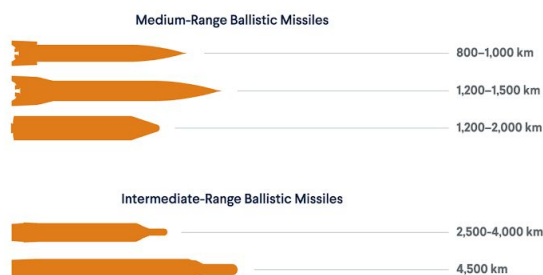 Medium-Range Ballistic Missiles
800–1,000 km
1,200–1,500 km
1,200–2,000 km
Intermediate-Range Ballistic Missiles
2,500-4,000 km
4,500 km